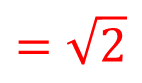 = √2